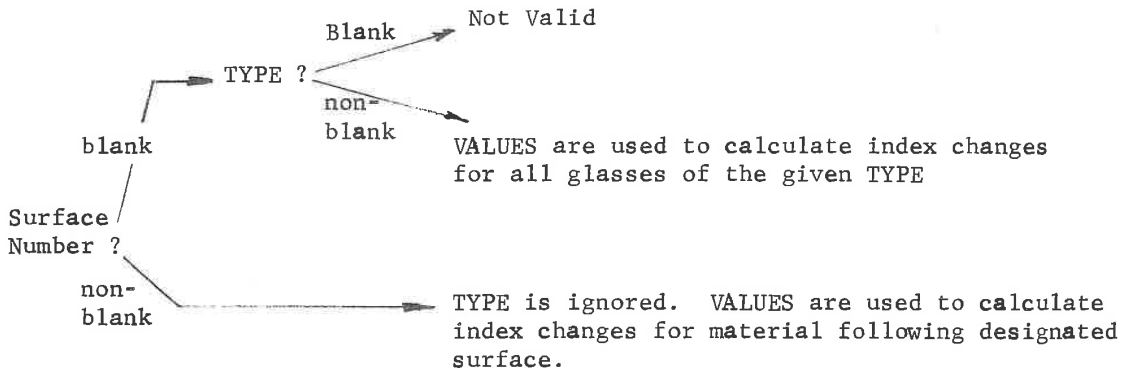 Not Valid
Blank
TYPE ?
non-
blank
blank
VALUES are used to calculate index changes
for all glasses of the given TYPE
Surface
Number ?
non-
blank
TYPE is ignored.  VALUES are used to calculate
index changes for material following designated
surface.